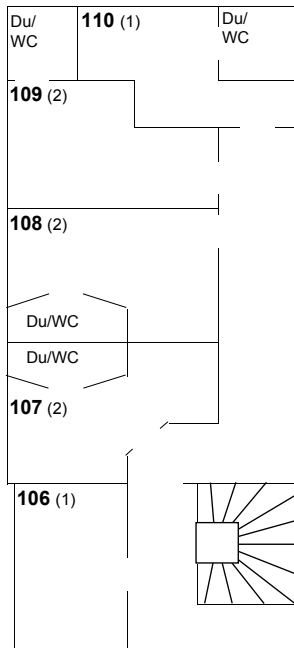 Du/
WC
110 (1)
Du/
WC
109 (2)
108 (2)
Du/WC
Du/WC
107 (2)
106 (1)